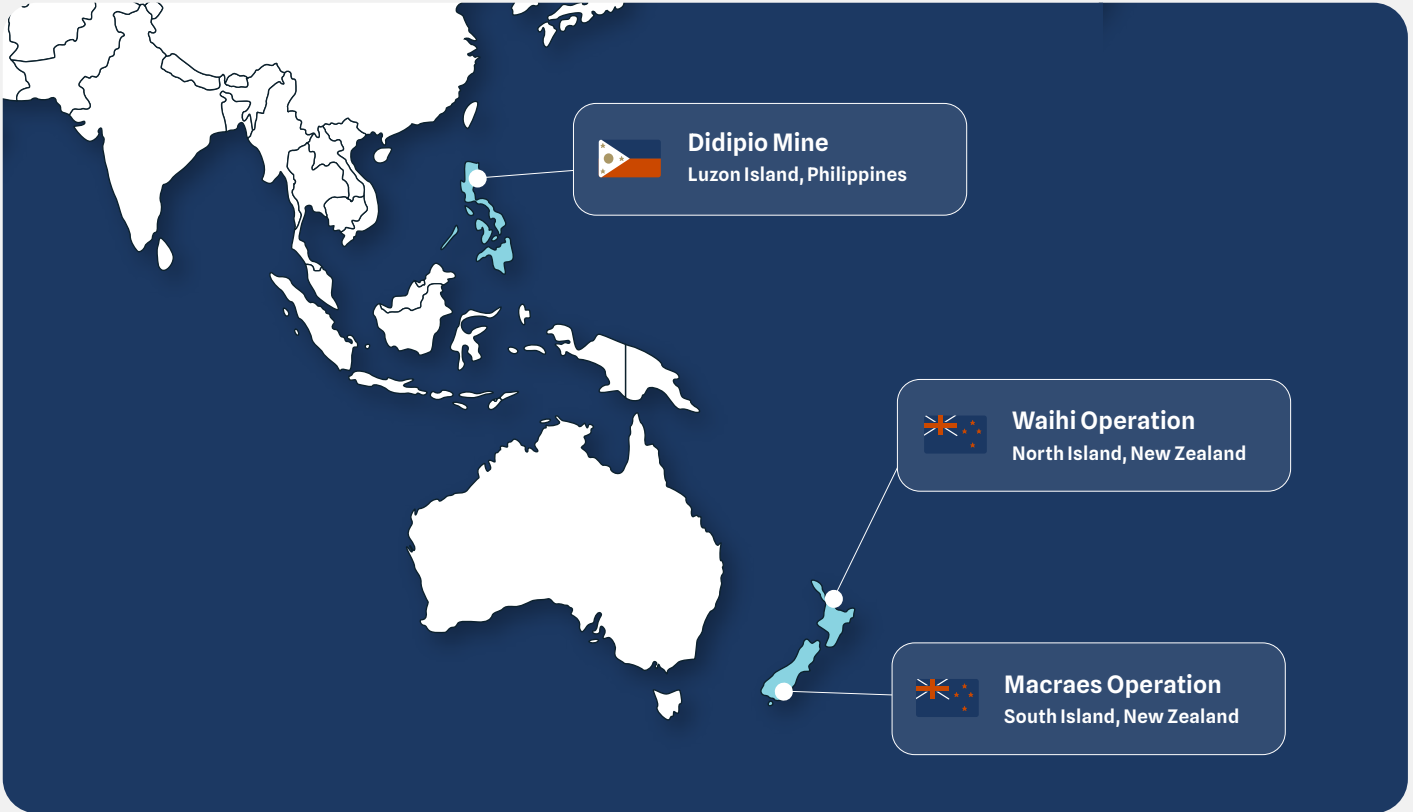 Didipio Mine
Luzon Island, Philippines
Waihi Operation
North Island, New Zealand
Macraes Operation
South Island, New Zealand